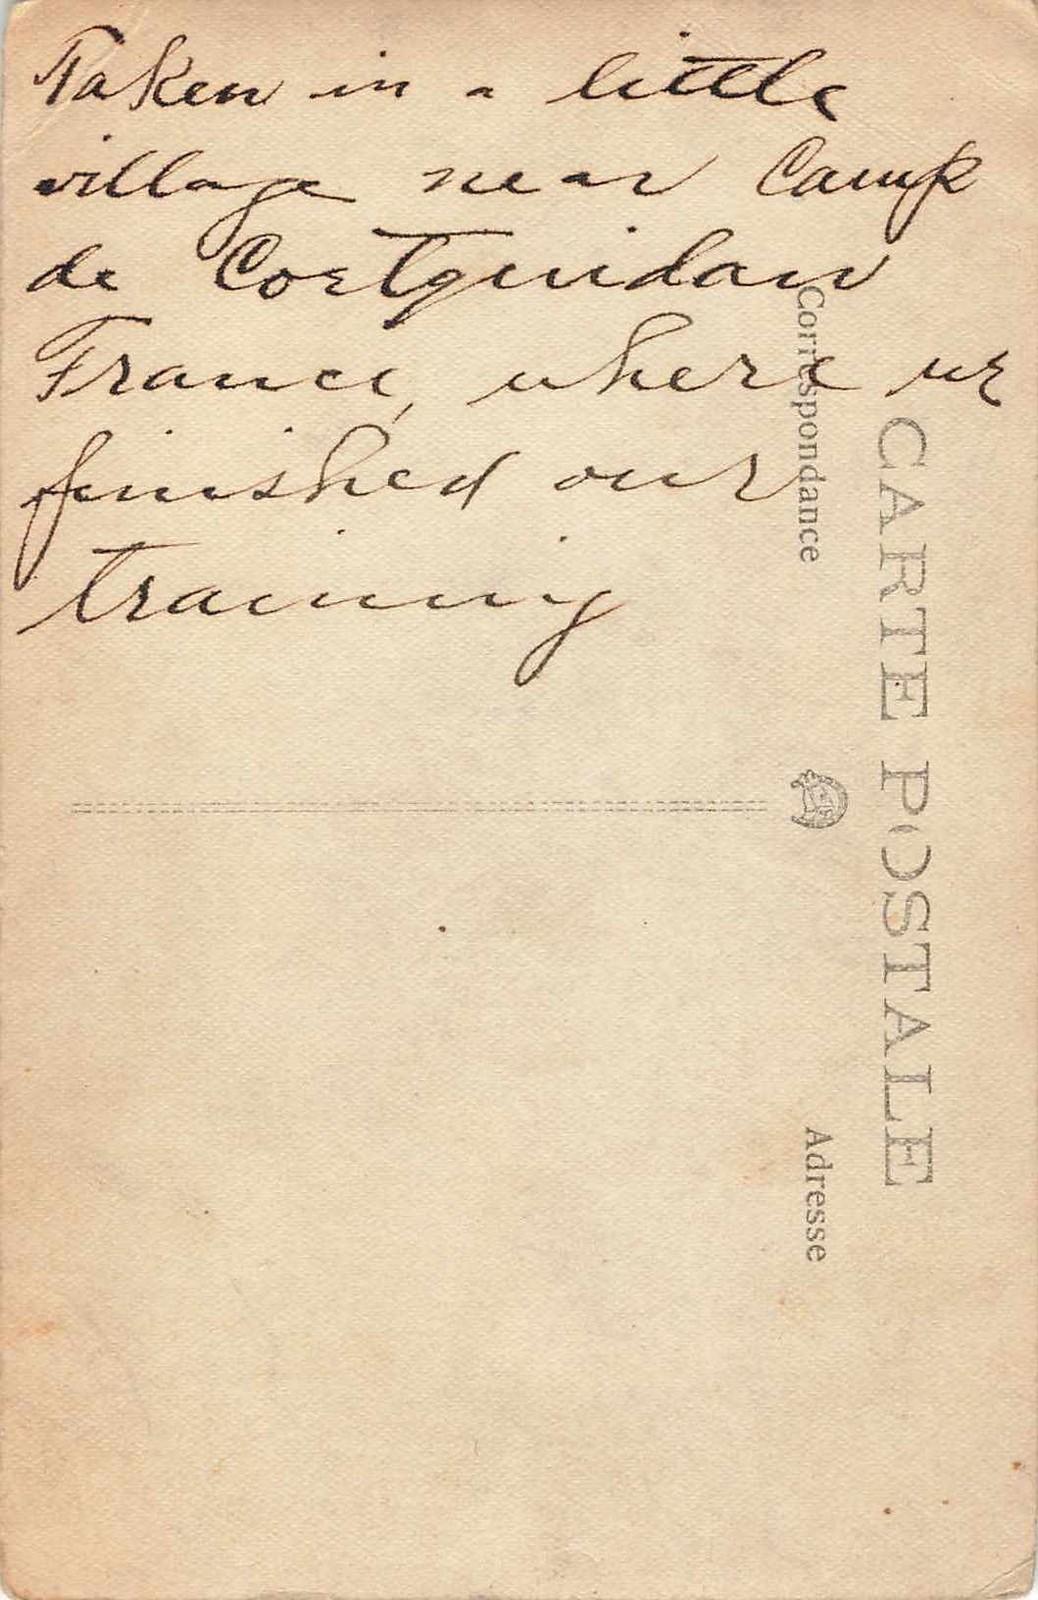 Taken in a little
village near Camp
de Coetquidan
France, where we
finished our
training
CARTE POSTALE
Correspondance
Adresse